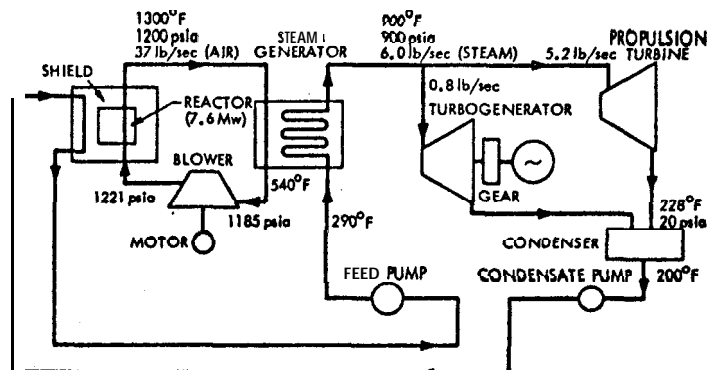 1300°F
1200 psia
37 lb/sec (AIR)
STEAM
GENERATOR
900°F
900 psia
6.0 lb/sec (STEAM)
5.2 lb/sec
PROPULSION
TURBINE
SHIELD
REACTOR
(7.6 Mw)
0.8 lb/sec
TURBOGENERATOR
~
GEAR
BLOWER
1221 psia
540°F
1185 psia
MOTOR
290°F
228°F
20 psia
CONDENSER
FEED PUMP
CONDENSATE PUMP
200°F